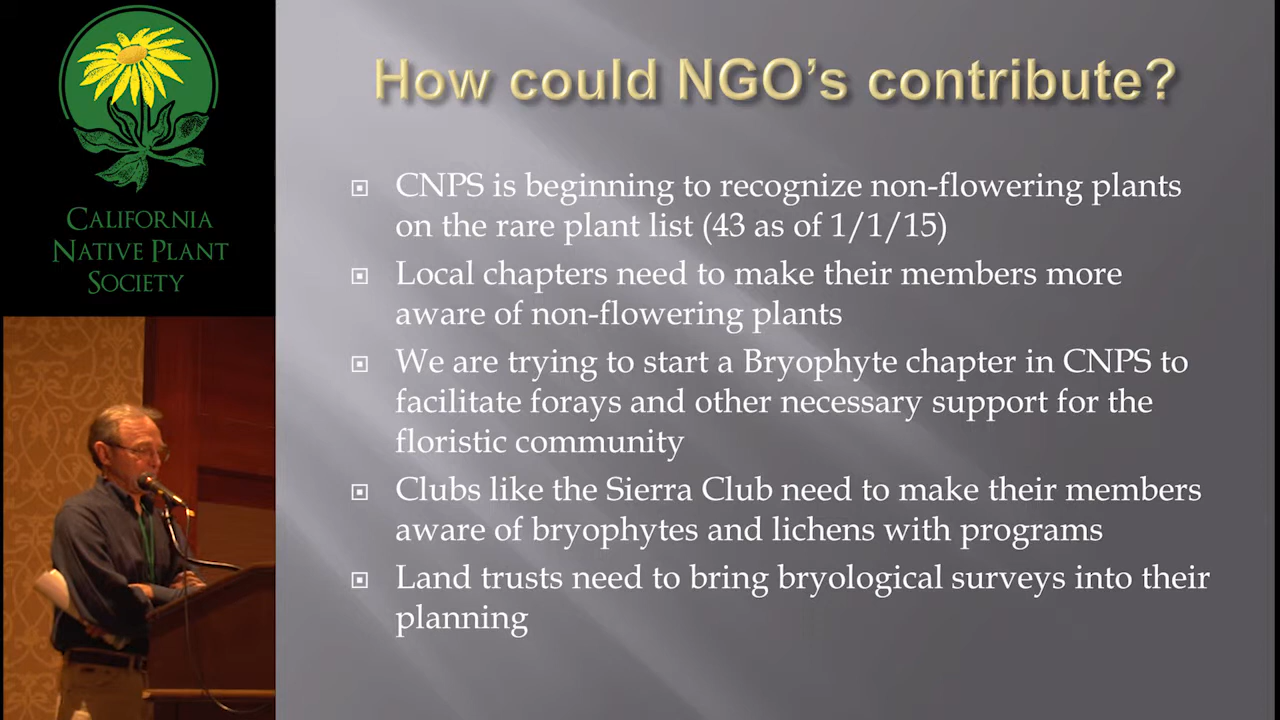 CALIFORNIA
NATIVE PLANT
SOCIETY
How could NGO's contribute?
CNPS is beginning to recognize non-flowering plants
on the rare plant list (43 as of 1/1/15)
Local chapters need to make their members more
aware of non-flowering plants
We are trying to start a Bryophyte chapter in CNPS to
facilitate forays and other necessary support for the
floristic community
Clubs like the Sierra Club need to make their members
aware of bryophytes and lichens with programs
Land trusts need to bring bryological surveys into their
planning